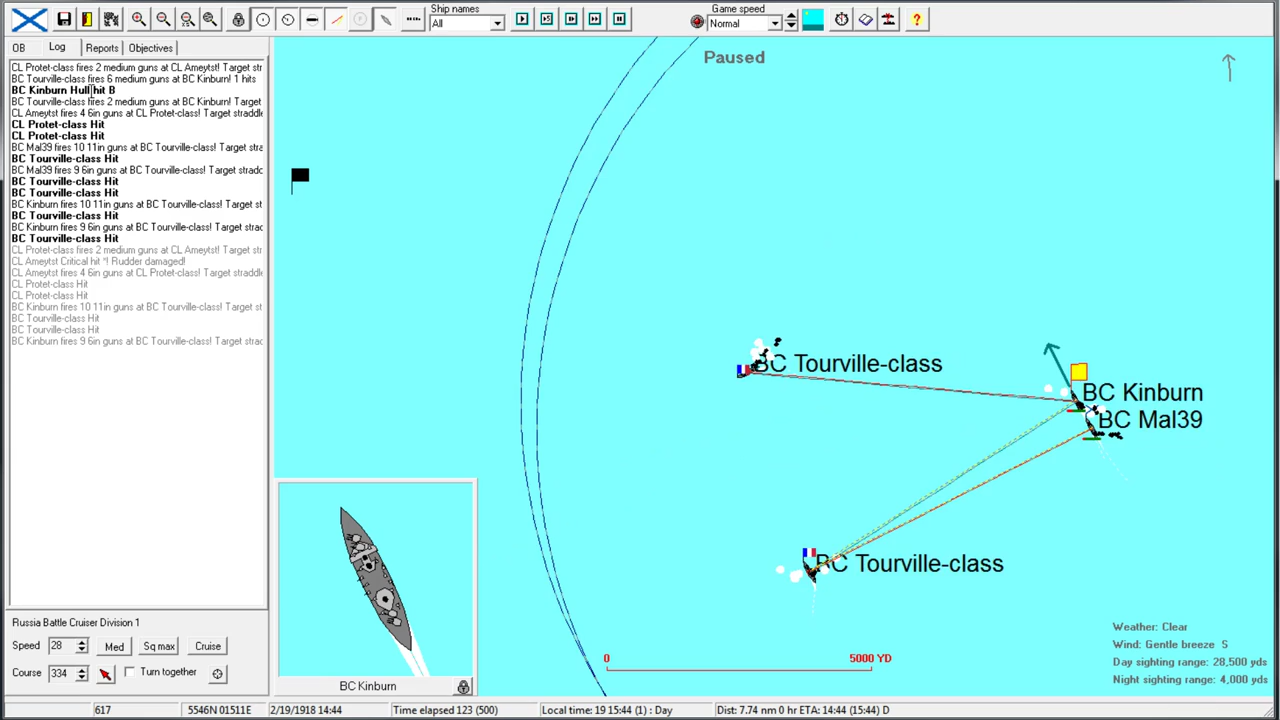 Ship names
All
Game speed
Normal
OB Log Reports Objectives
CL Protet-class fires 2 medium guns at CL Ameytst! Target str
BC Tourville-class fires 6 medium guns at BC Kinburn! 1 hits
BC Kinburn Hull hit B
BC Tourville-class fires 2 medium guns at BC Kinburn! Target
CL Ameytst fires 4 6in guns at CL Protet-class! Target straddle
CL Protet-class Hit
CL Protet-class Hit
BC Mal39 fires 10 11in guns at BC Tourville-class! Target st
BC Tourville-class Hit
BC Mal39 fires 9 6in guns at BC Tourville-class! Target stradd
BC Tourville-class Hit
BC Tourville-class Hit
BC Kinburn fires 10 11in guns at BC Tourville-class! Target st
BC Tourville-class Hit
BC Kinburn fires 9 6in guns at BC Tourville-class! Target strad
BC Tourville-class Hit
CL Protet-class fires 2 medium guns at CL Ameytst! Target str
CL Ameytst Critical hit *! Rudder damaged!
CL Ameytst fires 4 6in guns at CL Protet-class! Target straddle
CL Protet-class Hit
CL Protet-class Hit
BC Kinburn fires 10 11in guns at BC Tourville-class! Target st
BC Tourville-class Hit
BC Tourville-class Hit
BC Kinburn fires 9 6in guns at BC Tourville-class! Target strad
Paused
BC Tourville-class
BC Kinburn
BC Mal39
BC Tourville-class
0 5000 YD
Weather: Clear
Wind: Gentle breeze S
Day sighting range: 28,500 yds
Night sighting range: 4,000 yds
Russia Battle Cruiser Division 1
Speed 28 Med Sq max Cruise
Course 334 Turn together
BC Kinburn
617 5546N 01511E 2/19/1918 14:44 Time elapsed 123 (500) Local time: 19 15:44 (1) : Day Dist: 7.74 nm 0 hr ETA: 14:44 (15:44) D